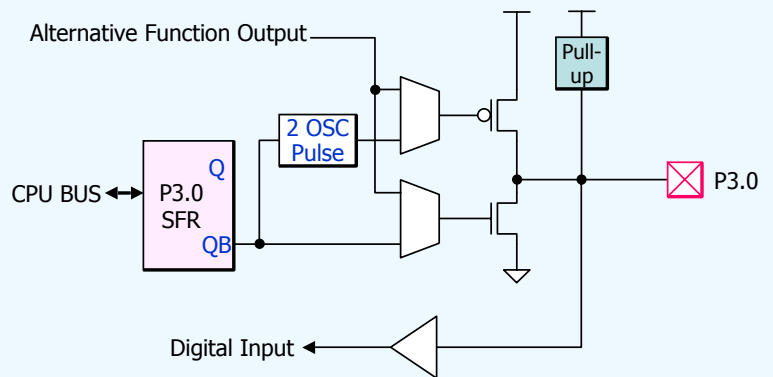 Alternative Function Output
Pull-
up
2 OSC
Pulse
Q
CPU BUS
P3.0
SFR
QB
P3.0
Digital Input